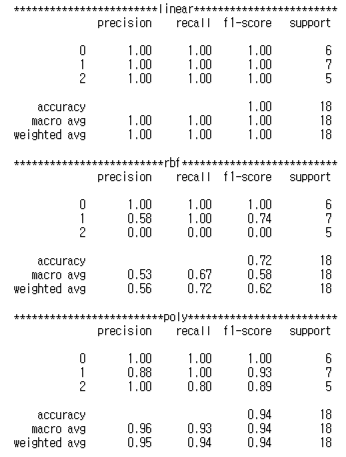 ************************linear************************
precision recall f1-score support
0 1.00 1.00 1.00 6
1 1.00 1.00 1.00 7
2 1.00 1.00 1.00 5
accuracy 1.00 18
macro avg 1.00 1.00 1.00 18
weighted avg 1.00 1.00 1.00 18
*************************rbf**************************
precision recall f1-score support
0 1.00 1.00 1.00 6
1 0.58 1.00 0.74 7
2 0.00 0.00 0.00 5
accuracy 0.72 18
macro avg 0.53 0.67 0.58 18
weighted avg 0.56 0.72 0.62 18
*************************poly*************************
precision recall f1-score support
0 1.00 1.00 1.00 6
1 0.88 1.00 0.93 7
2 1.00 0.80 0.89 5
accuracy 0.94 18
macro avg 0.96 0.93 0.94 18
weighted avg 0.95 0.94 0.94 18